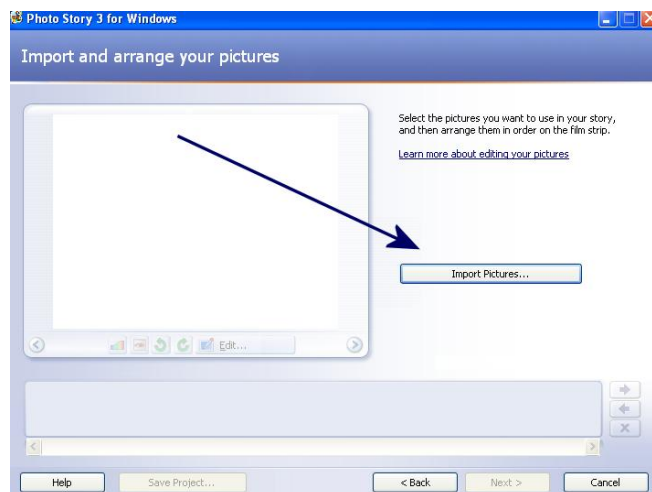 Photo Story 3 for Windows
Import and arrange your pictures
Select the pictures you want to use in your story,
and then arrange them in order on the film strip.
Learn more about editing your pictures
Import Pictures...
Edit...
Help
Save Project...
< Back
Next >
Cancel